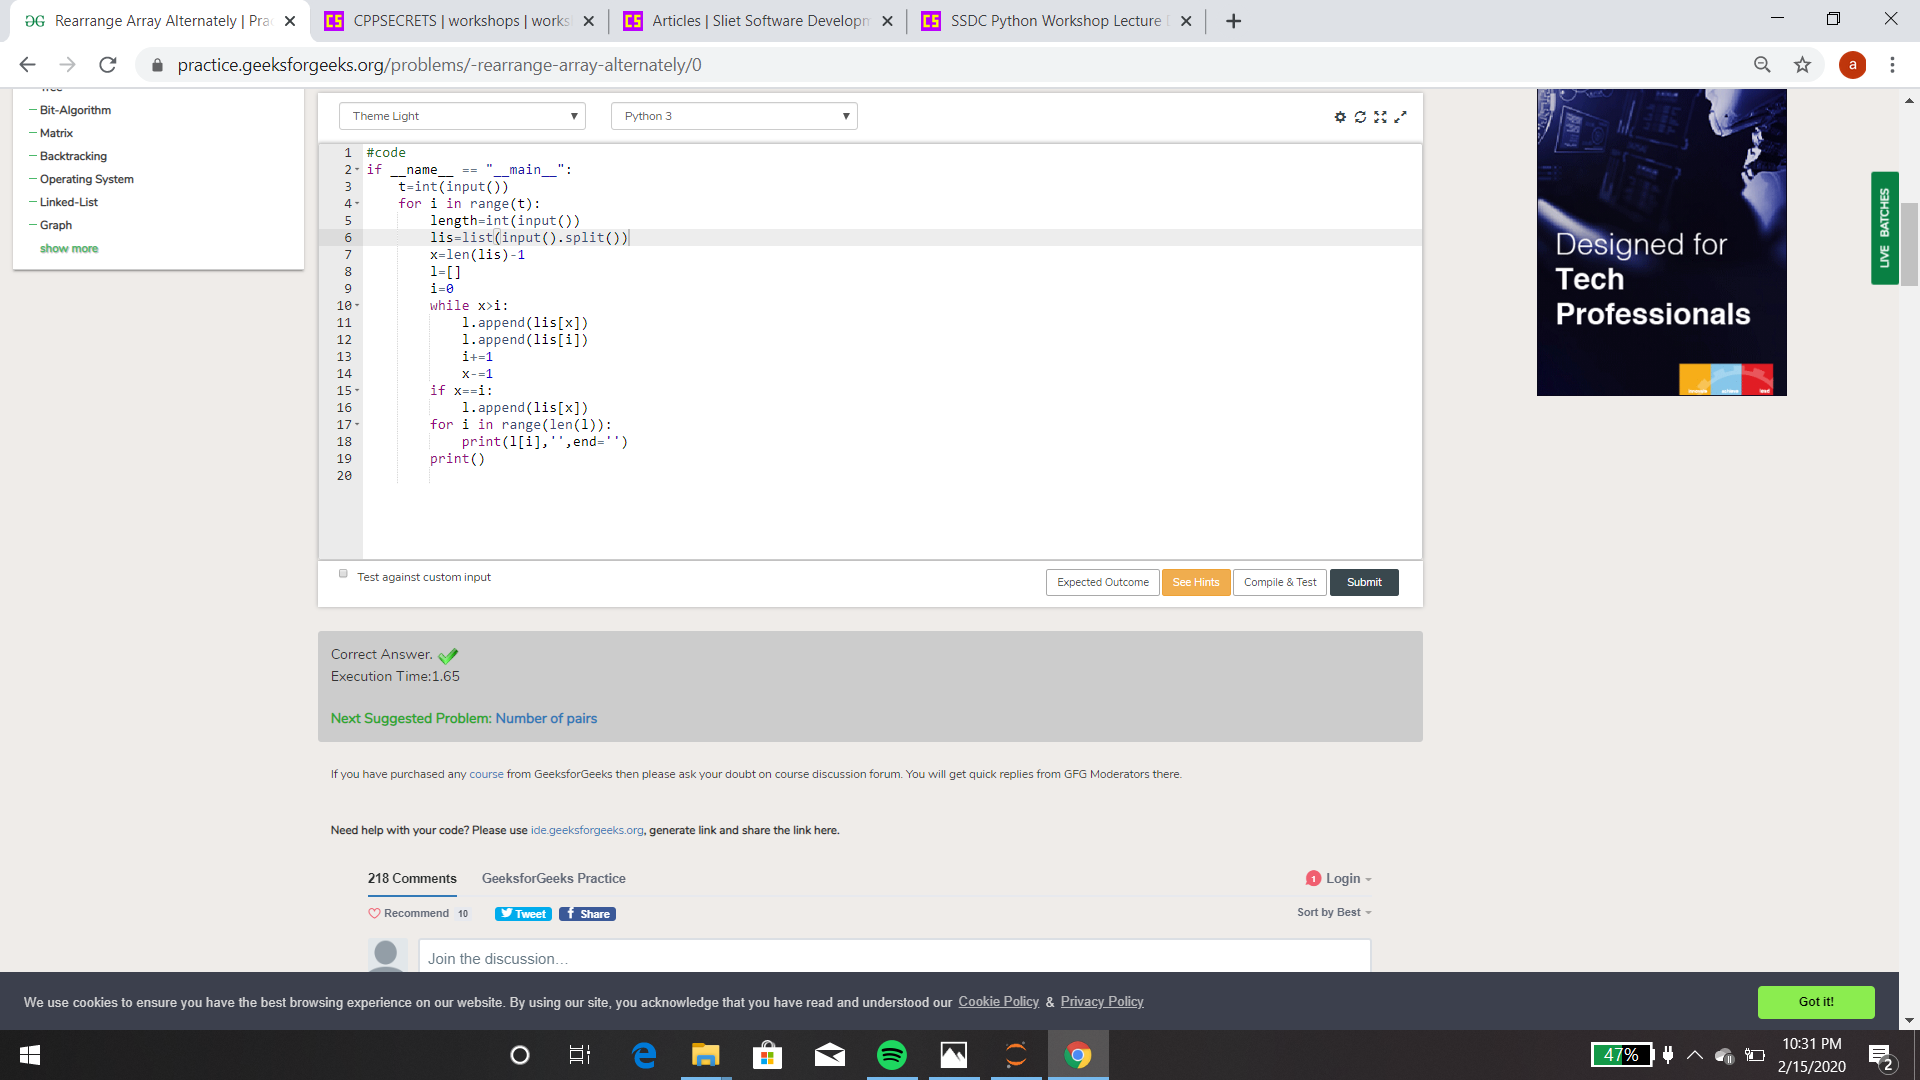 Rearrange Array Alternately | Pra
CPPSECRETS | workshops | works
Articles | Sliet Software Developm
SSDC Python Workshop Lecture
practice.geeksforgeeks.org/problems/-rearrange-array-alternately/0
a
Bit-Algorithm
Matrix
Backtracking
Operating System
Linked-List
Graph
show more
Theme Light
Python 3
1 #code
2 if __name__ == "__main__":
3 t=int(input())
4 for i in range(t):
5 length=int(input())
6 lis=list(input().split())
7 x=len(lis)-1
8 l=[]
9 i=0
10 while x>i:
11 l.append(lis[x])
12 l.append(lis[i])
13 i+=1
14 x-=1
15 if x==i:
16 l.append(lis[x])
17 for i in range(len(l)):
18 print(l[i],'',end='')
19 print()
20
Test against custom input
Expected Outcome
See Hints
Compile & Test
Submit
Correct Answer.
Execution Time:1.65
Next Suggested Problem: Number of pairs
If you have purchased any course from GeeksforGeeks then please ask your doubt on course discussion forum. You will get quick replies from GFG Moderators there.
Need help with your code? Please use ide.geeksforgeeks.org, generate link and share the link here.
218 Comments
GeeksforGeeks Practice
1 Login
Recommend 10
Tweet
f Share
Sort by Best
Join the discussion…
Designed for
Tech
Professionals
LIVE BATCHES
We use cookies to ensure you have the best browsing experience on our website. By using our site, you acknowledge that you have read and understood our Cookie Policy & Privacy Policy
Got it!
47%
10:31 PM
2/15/2020
2